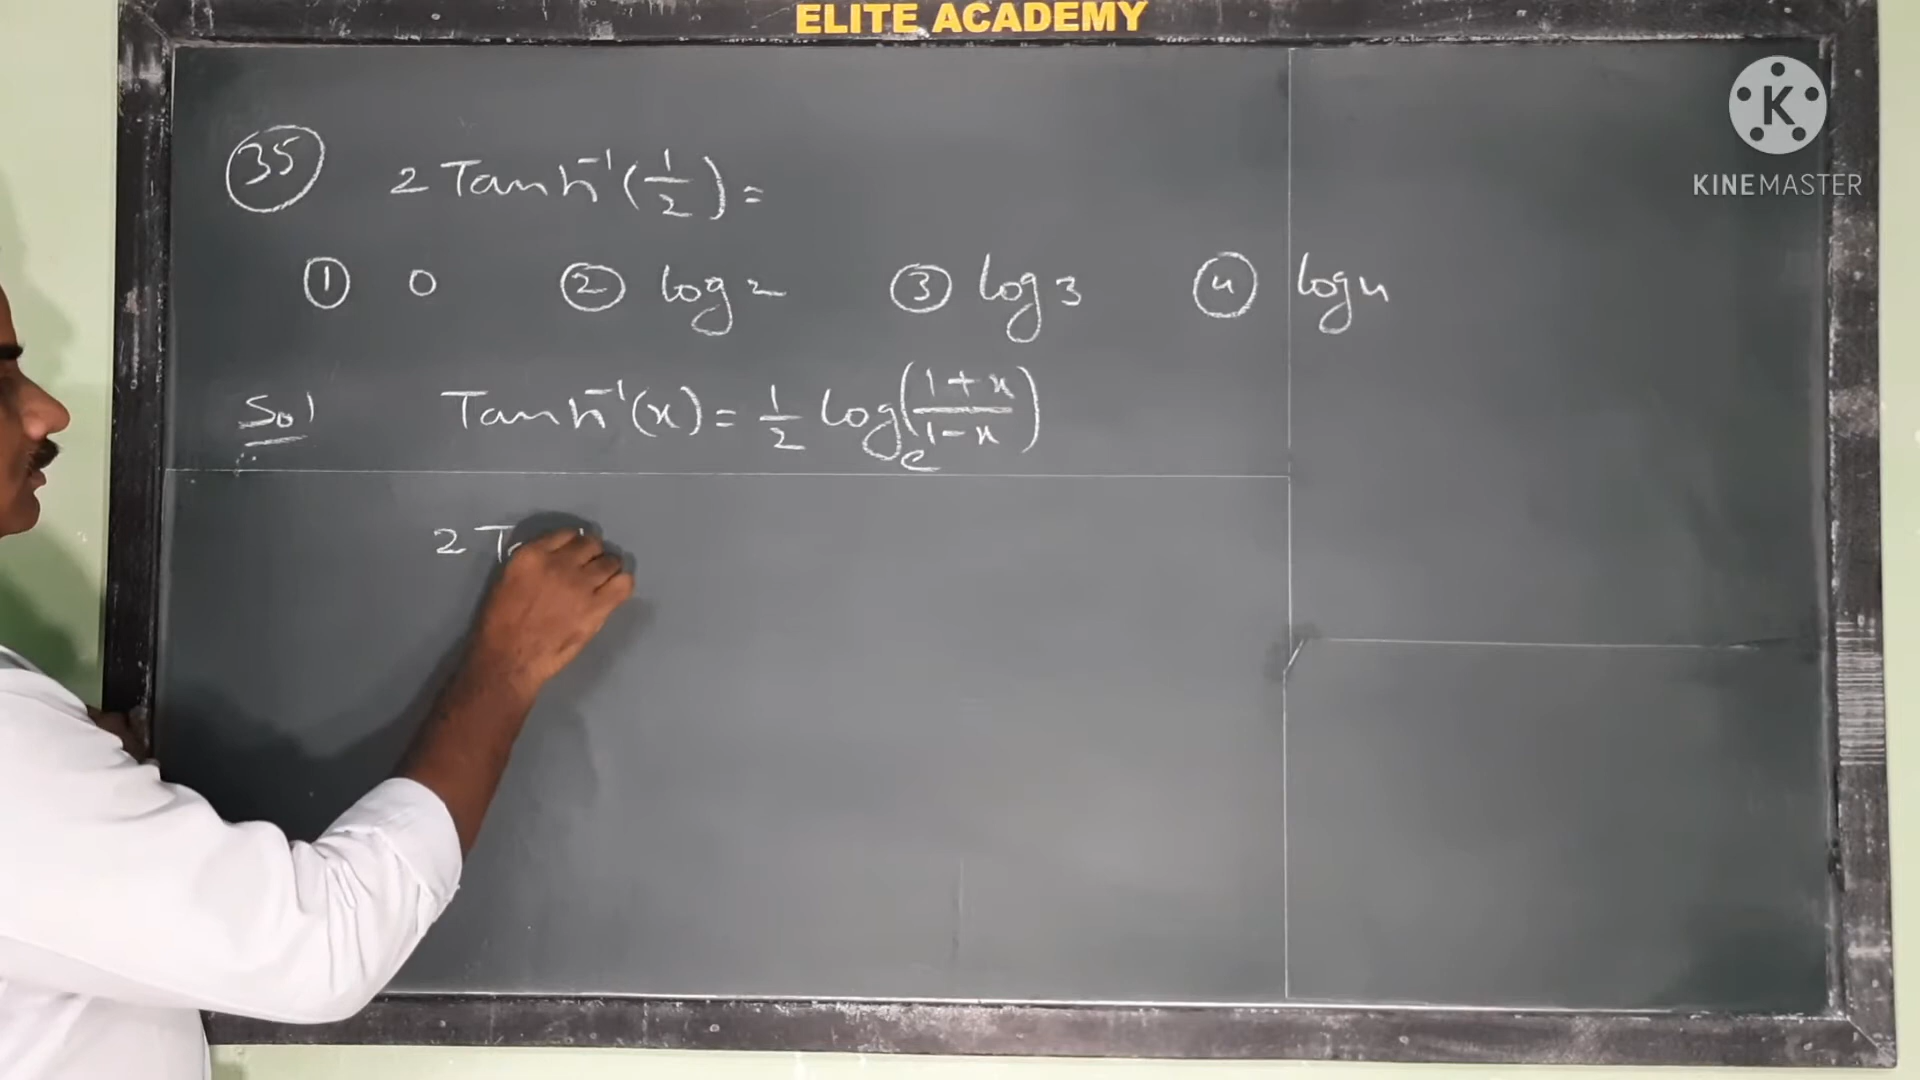 ELITE ACADEMY
KINEMASTER
35 2 Tanh⁻¹(1/2) =
① 0 ② log 2 ③ log 3 ④ log 4
Sol Tanh⁻¹(x) = 1/2 logₑ((1+x)/(1-x))
2 T